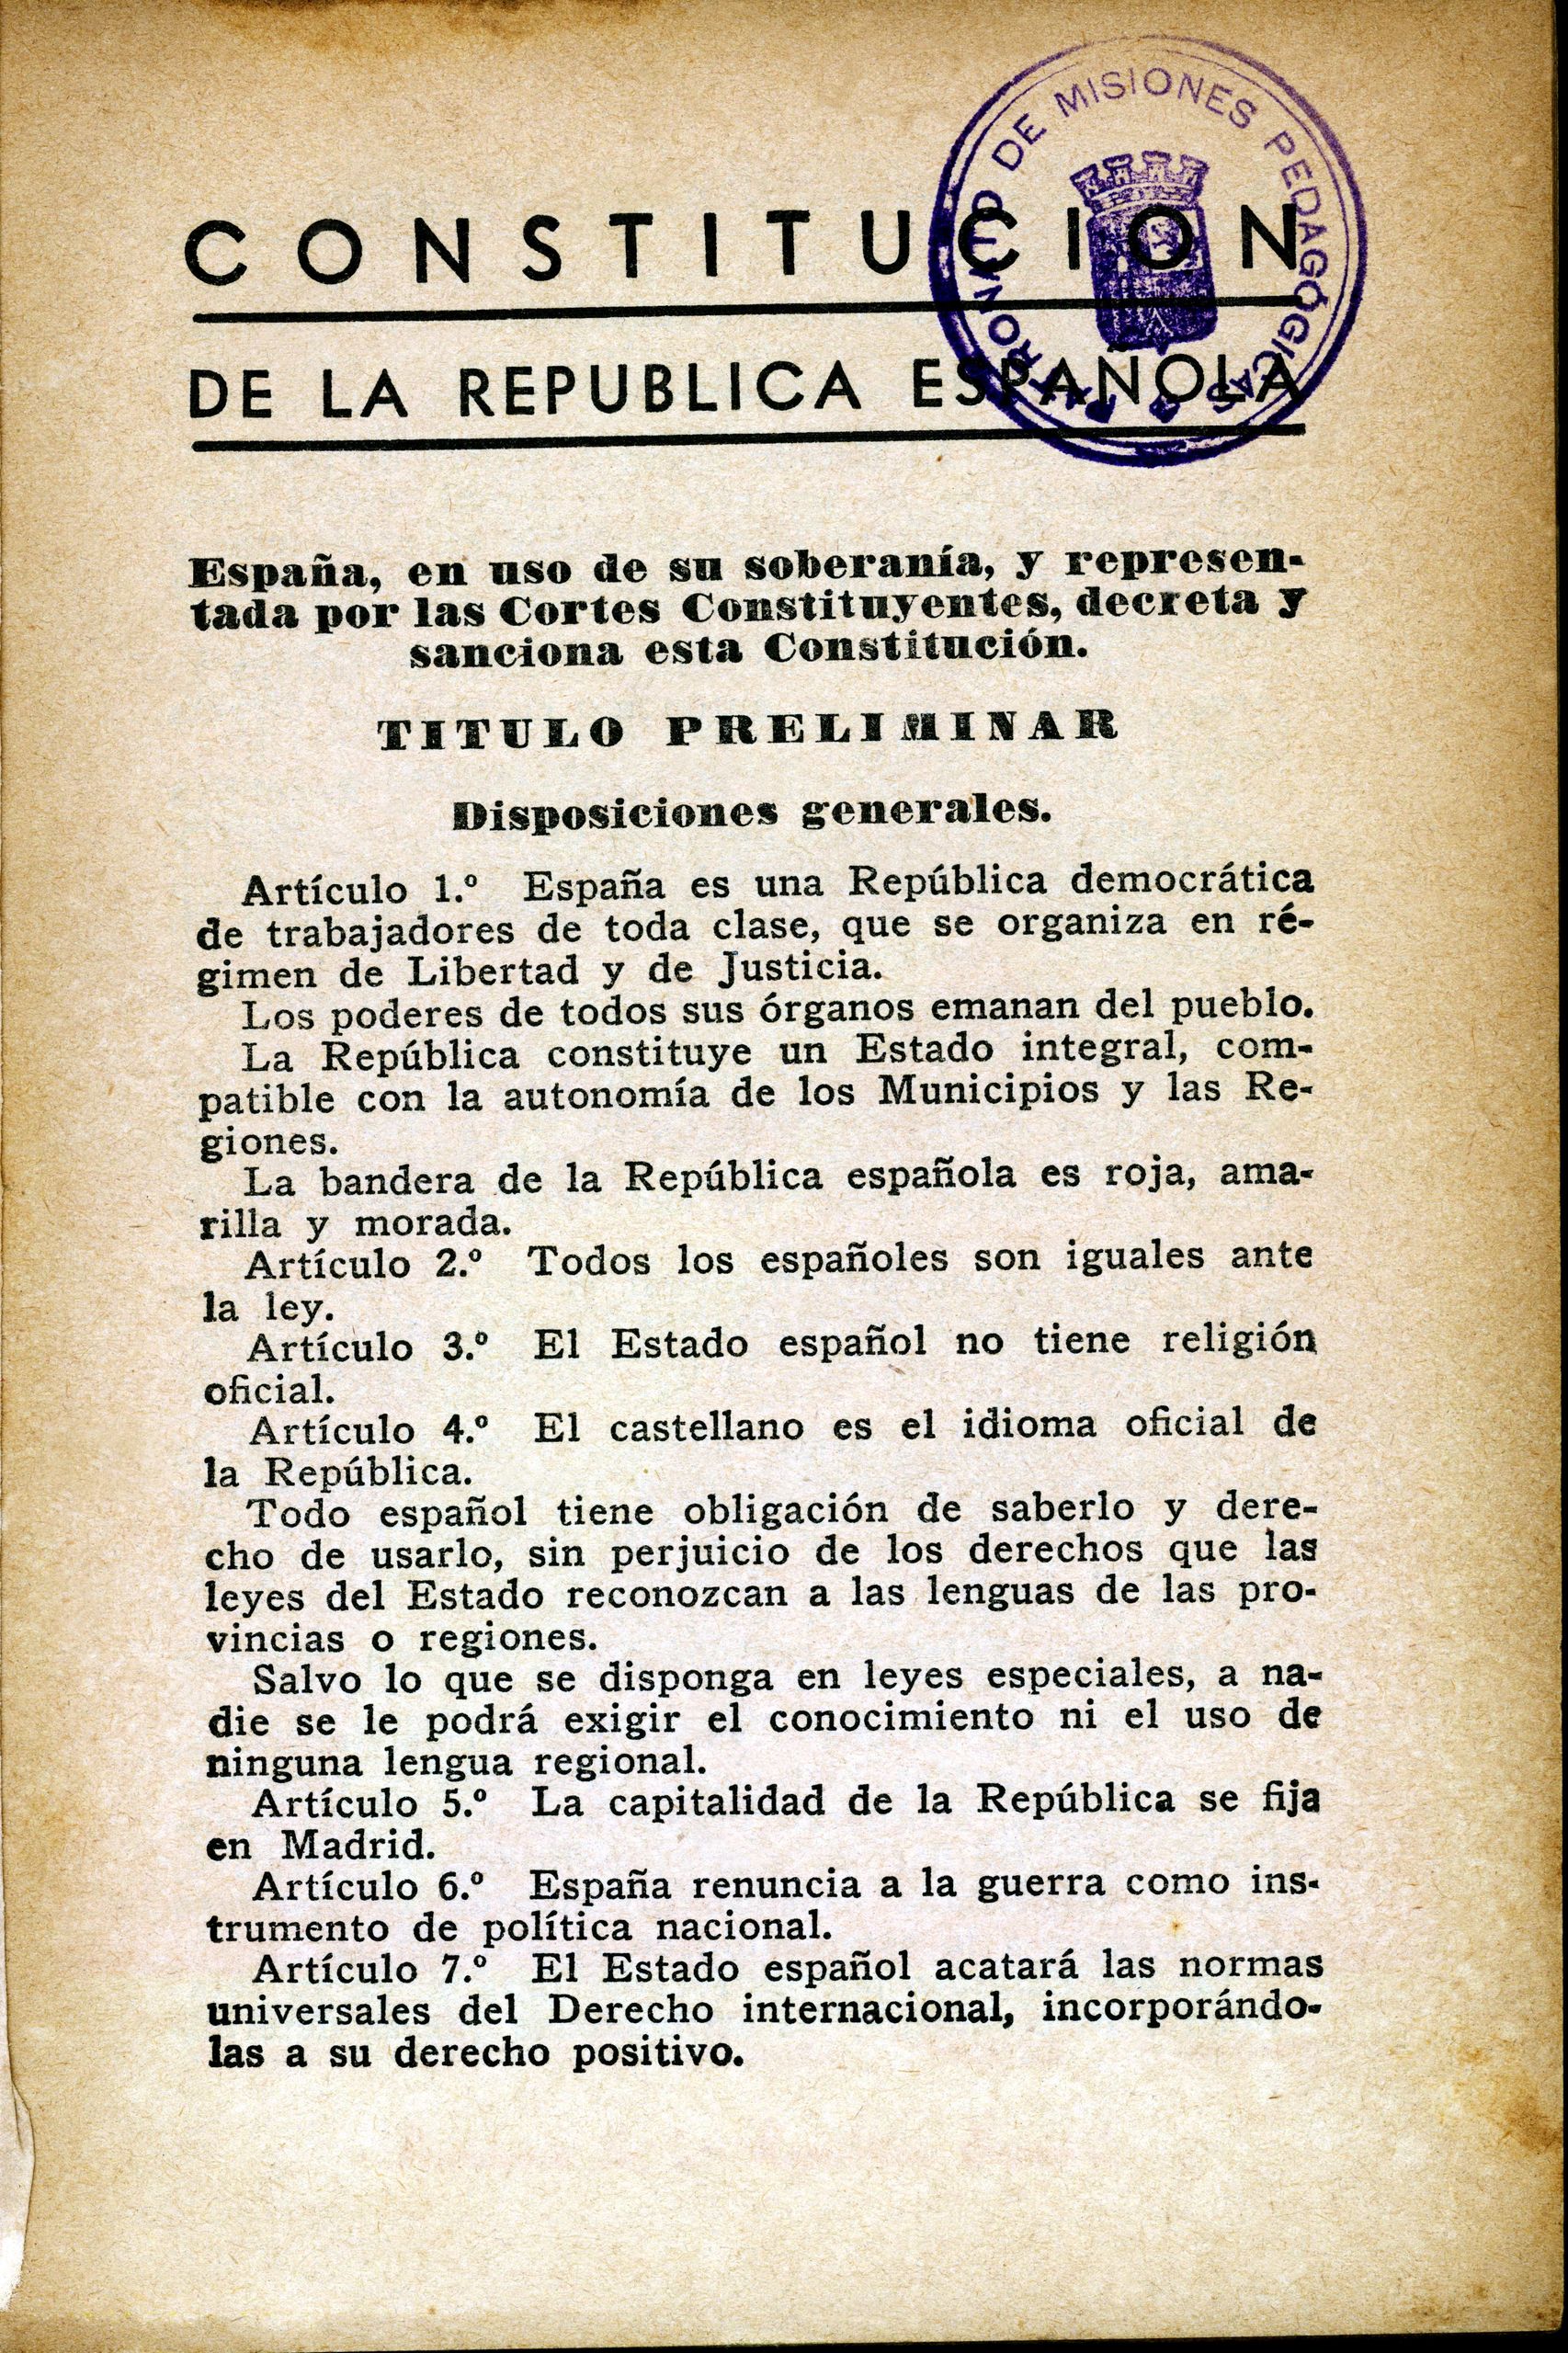 PATRONATO DE MISIONES PEDAGÓGICAS
CONSTITUCION
DE LA REPUBLICA ESPAÑOLA
España, en uso de su soberanía, y represen-
tada por las Cortes Constituyentes, decreta y
sanciona esta Constitución.
TITULO PRELIMINAR
Disposiciones generales.
Artículo 1.º España es una República democrática
de trabajadores de toda clase, que se organiza en ré-
gimen de Libertad y de Justicia.
Los poderes de todos sus órganos emanan del pueblo.
La República constituye un Estado integral, com-
patible con la autonomía de los Municipios y las Re-
giones.
La bandera de la República española es roja, ama-
rilla y morada.
Artículo 2.º Todos los españoles son iguales ante
la ley.
Artículo 3.º El Estado español no tiene religión
oficial.
Artículo 4.º El castellano es el idioma oficial de
la República.
Todo español tiene obligación de saberlo y dere-
cho de usarlo, sin perjuicio de los derechos que las
leyes del Estado reconozcan a las lenguas de las pro-
vincias o regiones.
Salvo lo que se disponga en leyes especiales, a na-
die se le podrá exigir el conocimiento ni el uso de
ninguna lengua regional.
Artículo 5.º La capitalidad de la República se fija
en Madrid.
Artículo 6.º España renuncia a la guerra como ins-
trumento de política nacional.
Artículo 7.º El Estado español acatará las normas
universales del Derecho internacional, incorporándo-
las a su derecho positivo.